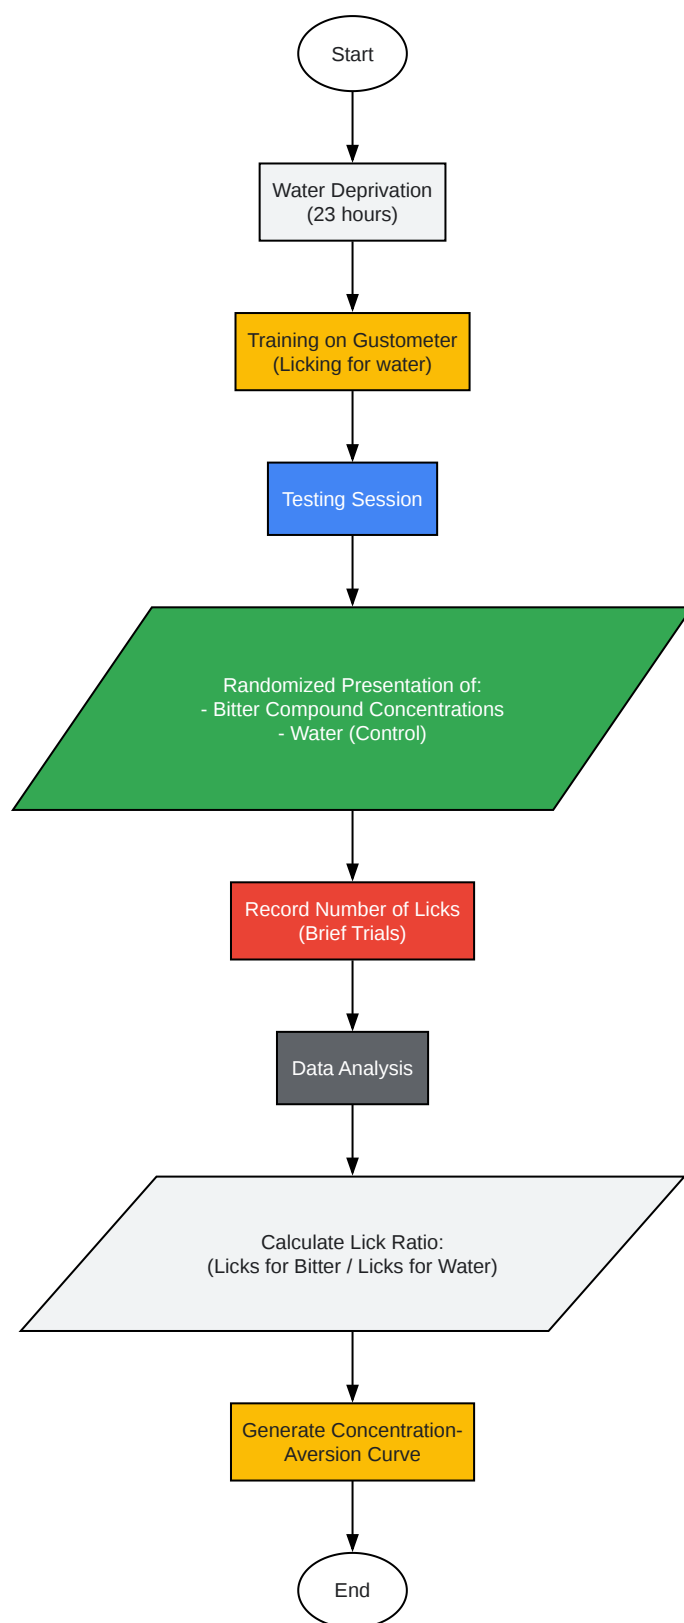 Start
Water Deprivation
(23 hours)
Training on Gustometer
(Licking for water)
Testing Session
Randomized Presentation of:
- Bitter Compound Concentrations
- Water (Control)
Record Number of Licks
(Brief Trials)
Data Analysis
Calculate Lick Ratio:
(Licks for Bitter / Licks for Water)
Generate Concentration-
Aversion Curve
End